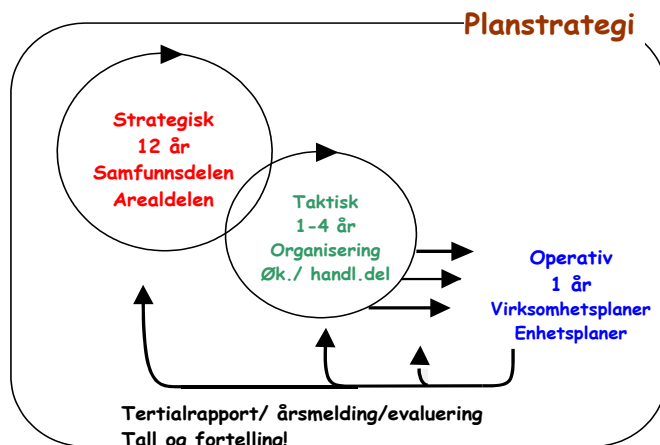 Planstrategi
Strategisk
12 år
Samfunnsdelen
Arealdelen
Taktisk
1-4 år
Organisering
Øk./ handl.del
Operativ
1 år
Virksomhetsplaner
Enhetsplaner
Tertialrapport/ årsmelding/evaluering
Tall og fortelling!